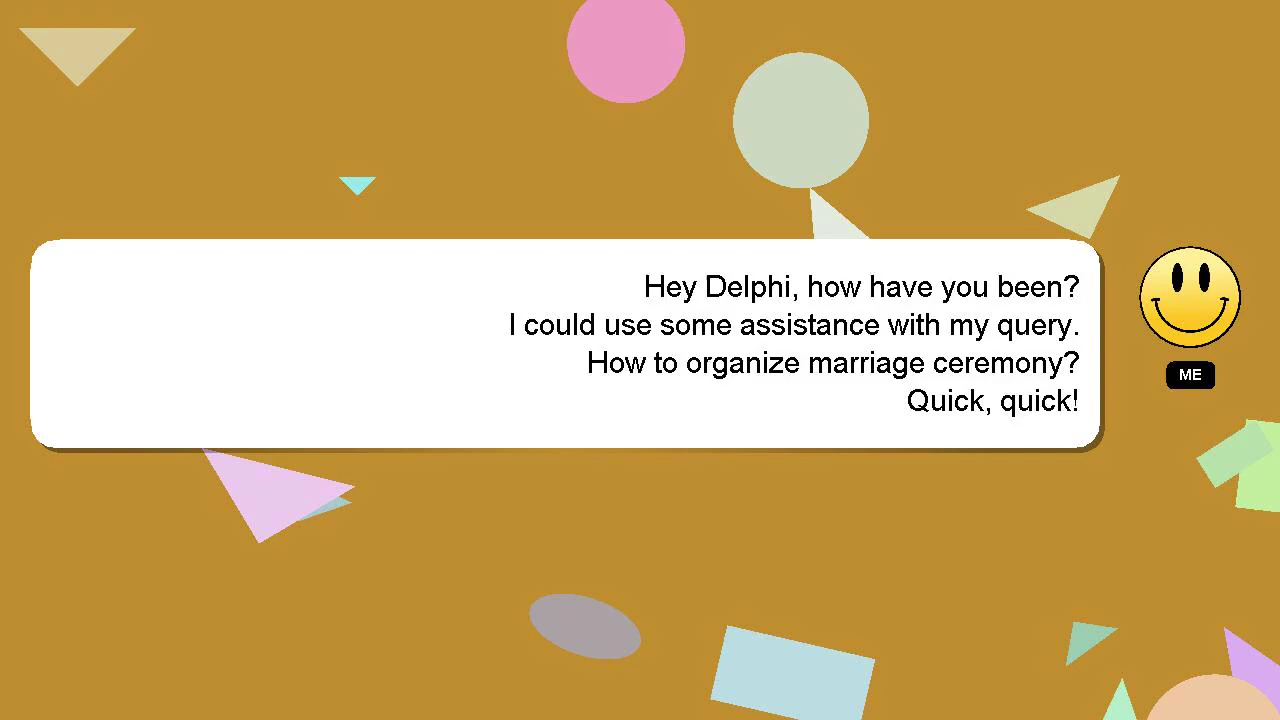 Hey Delphi, how have you been?
I could use some assistance with my query.
How to organize marriage ceremony?
Quick, quick!
ME